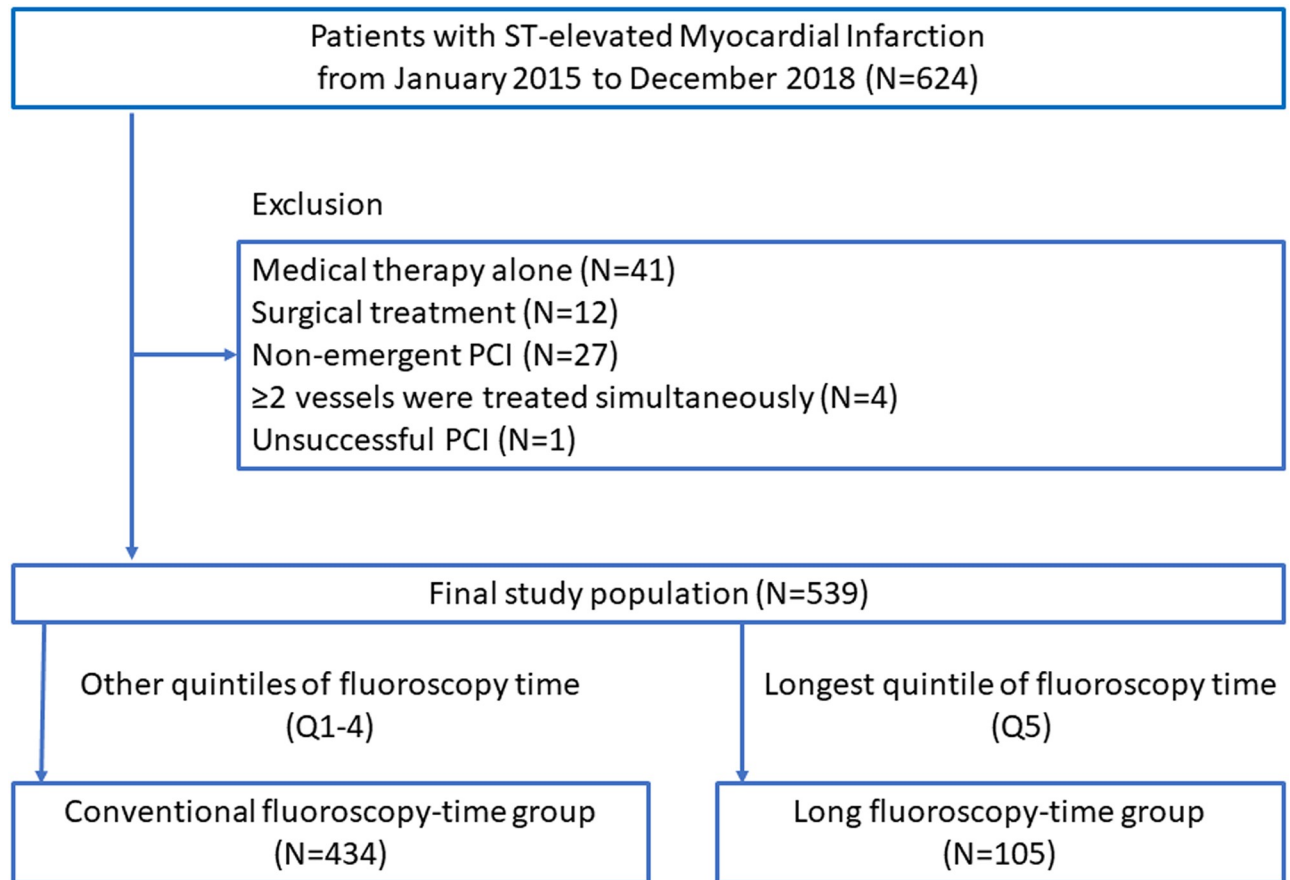 Patients with ST-elevated Myocardial Infarction
from January 2015 to December 2018 (N=624)
Exclusion
Medical therapy alone (N=41)
Surgical treatment (N=12)
Non-emergent PCI (N=27)
≥2 vessels were treated simultaneously (N=4)
Unsuccessful PCI (N=1)
Final study population (N=539)
Other quintiles of fluoroscopy time
(Q1-4)
Longest quintile of fluoroscopy time
(Q5)
Conventional fluoroscopy-time group
(N=434)
Long fluoroscopy-time group
(N=105)